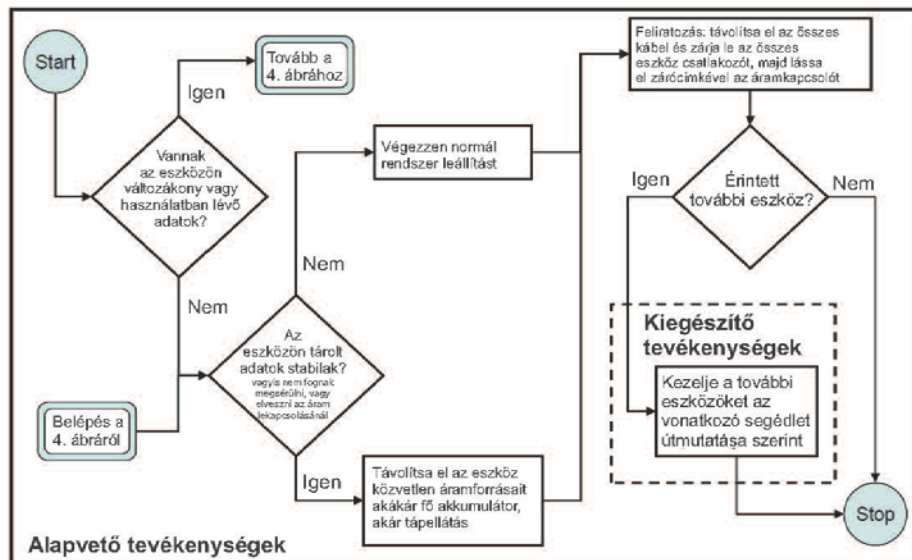 Start
Tovább a
4. ábrához
Igen
Vannak
az eszközön
változákony vagy
használatban lévő
adatok?
Nem
Belépés a
4. ábráról
Az
eszközön tárolt
adatok stabilak?
vagyis nem fognak
megsérülni, vagy
elveszni az áram
lekapcsolásánál
Nem
Végezzen normál
rendszer leállítást
Igen
Távolítsa el az eszköz
közvetlen áramforrásait
akákár fő akkumulátor,
akár tápellátás
Feliratozás: távolítsa el az összes
kábel és zárja le az összes
eszköz csatlakozót, majd lássa
el zárócimkével az áramkapcsolót
Érintett
további eszköz?
Igen
Nem
Kiegészítő
tevékenységek
Kezelje a további
eszközöket az
vonatkozó segédlet
útmutatása szerint
Stop
Alapvető tevékenységek